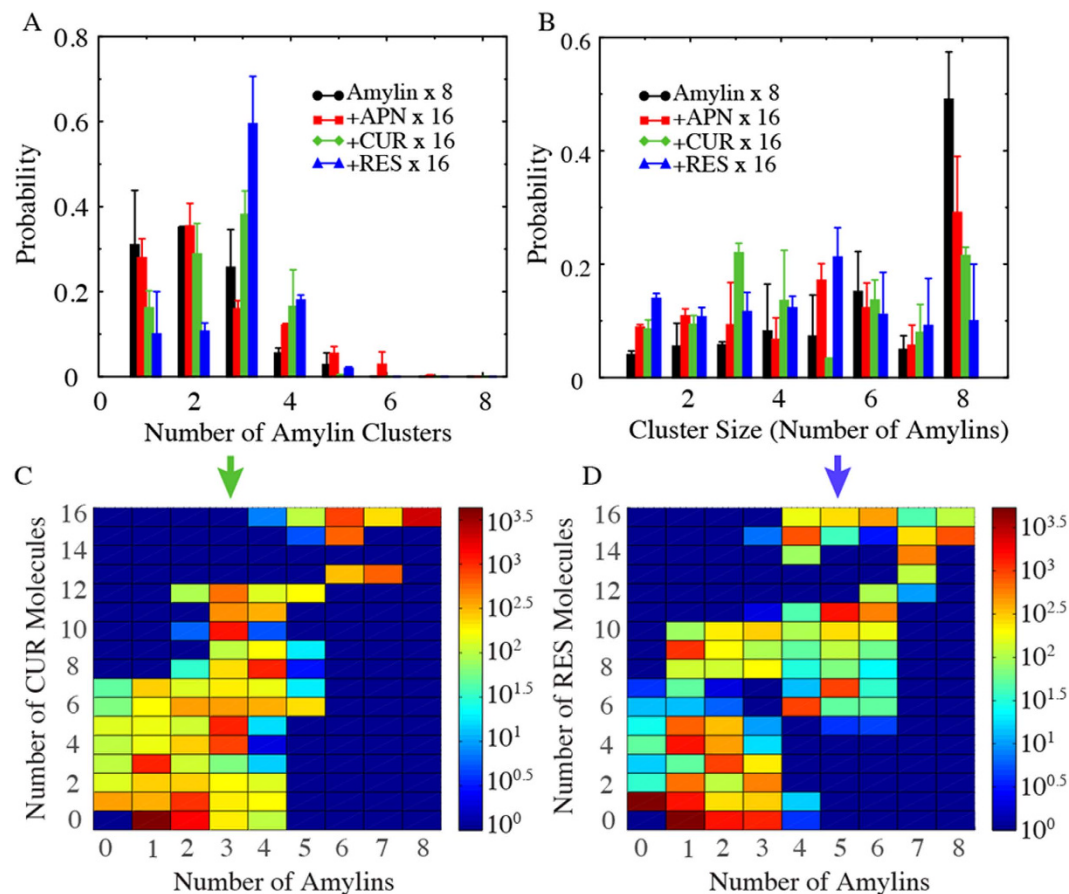 A
0.8
0.6
0.4
0.2
0
Probability
Amylin x 8
+APN x 16
+CUR x 16
+RES x 16
0 2 4 6 8
Number of Amylin Clusters
B
0.6
0.4
0.2
0
Probability
Amylin x 8
+APN x 16
+CUR x 16
+RES x 16
2 4 6 8
Cluster Size (Number of Amylins)
C
Number of CUR Molecules
16
14
12
10
8
6
4
2
0
0 1 2 3 4 5 6 7 8
Number of Amylins
10^3.5
10^3
10^2.5
10^2
10^1.5
10^1
10^0.5
10^0
D
Number of RES Molecules
16
14
12
10
8
6
4
2
0
0 1 2 3 4 5 6 7 8
Number of Amylins
10^3.5
10^3
10^2.5
10^2
10^1.5
10^1
10^0.5
10^0